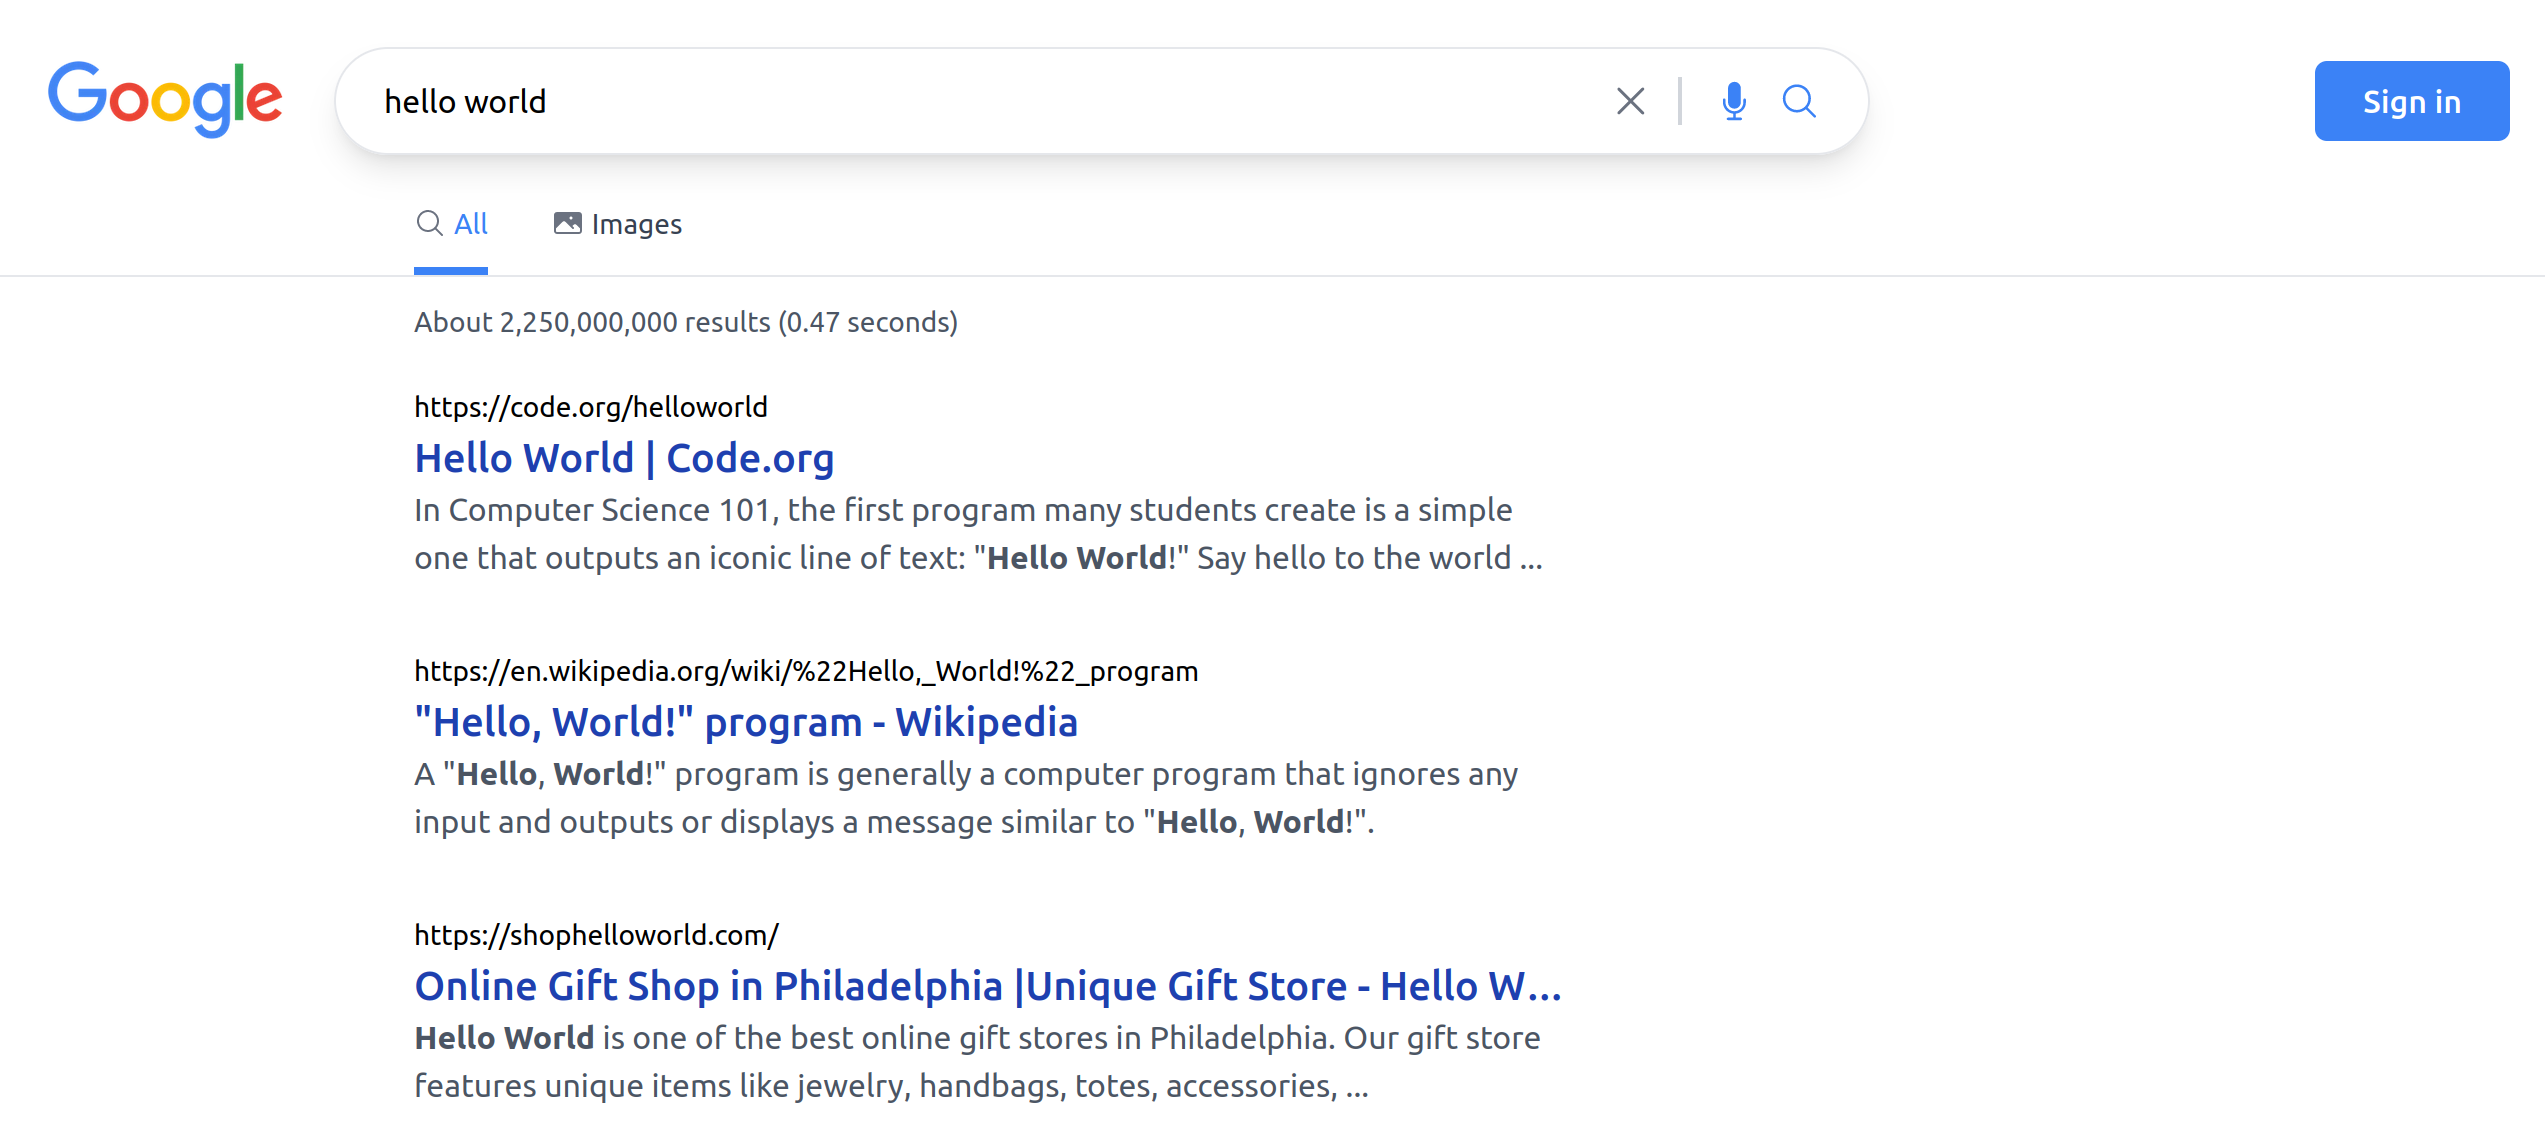 Google
hello world
Sign in
All
Images
About 2,250,000,000 results (0.47 seconds)
https://code.org/helloworld
Hello World | Code.org
In Computer Science 101, the first program many students create is a simple
one that outputs an iconic line of text: "Hello World!" Say hello to the world ...
https://en.wikipedia.org/wiki/%22Hello,_World!%22_program
"Hello, World!" program - Wikipedia
A "Hello, World!" program is generally a computer program that ignores any
input and outputs or displays a message similar to "Hello, World!".
https://shophelloworld.com/
Online Gift Shop in Philadelphia |Unique Gift Store - Hello W...
Hello World is one of the best online gift stores in Philadelphia. Our gift store
features unique items like jewelry, handbags, totes, accessories, ...